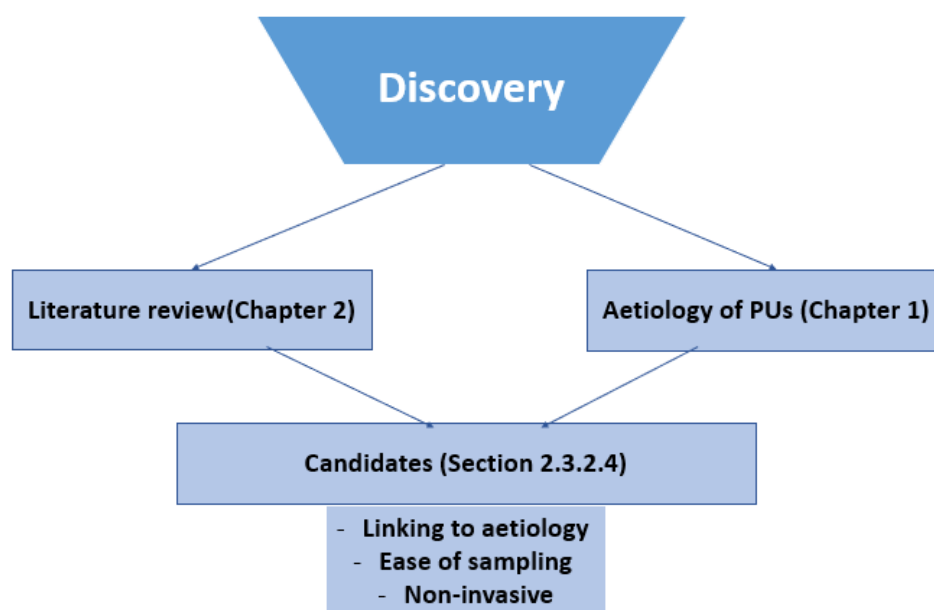 Discovery
Literature review(Chapter 2)
Aetiology of PUs (Chapter 1)
Candidates (Section 2.3.2.4)
- Linking to aetiology
- Ease of sampling
- Non-invasive